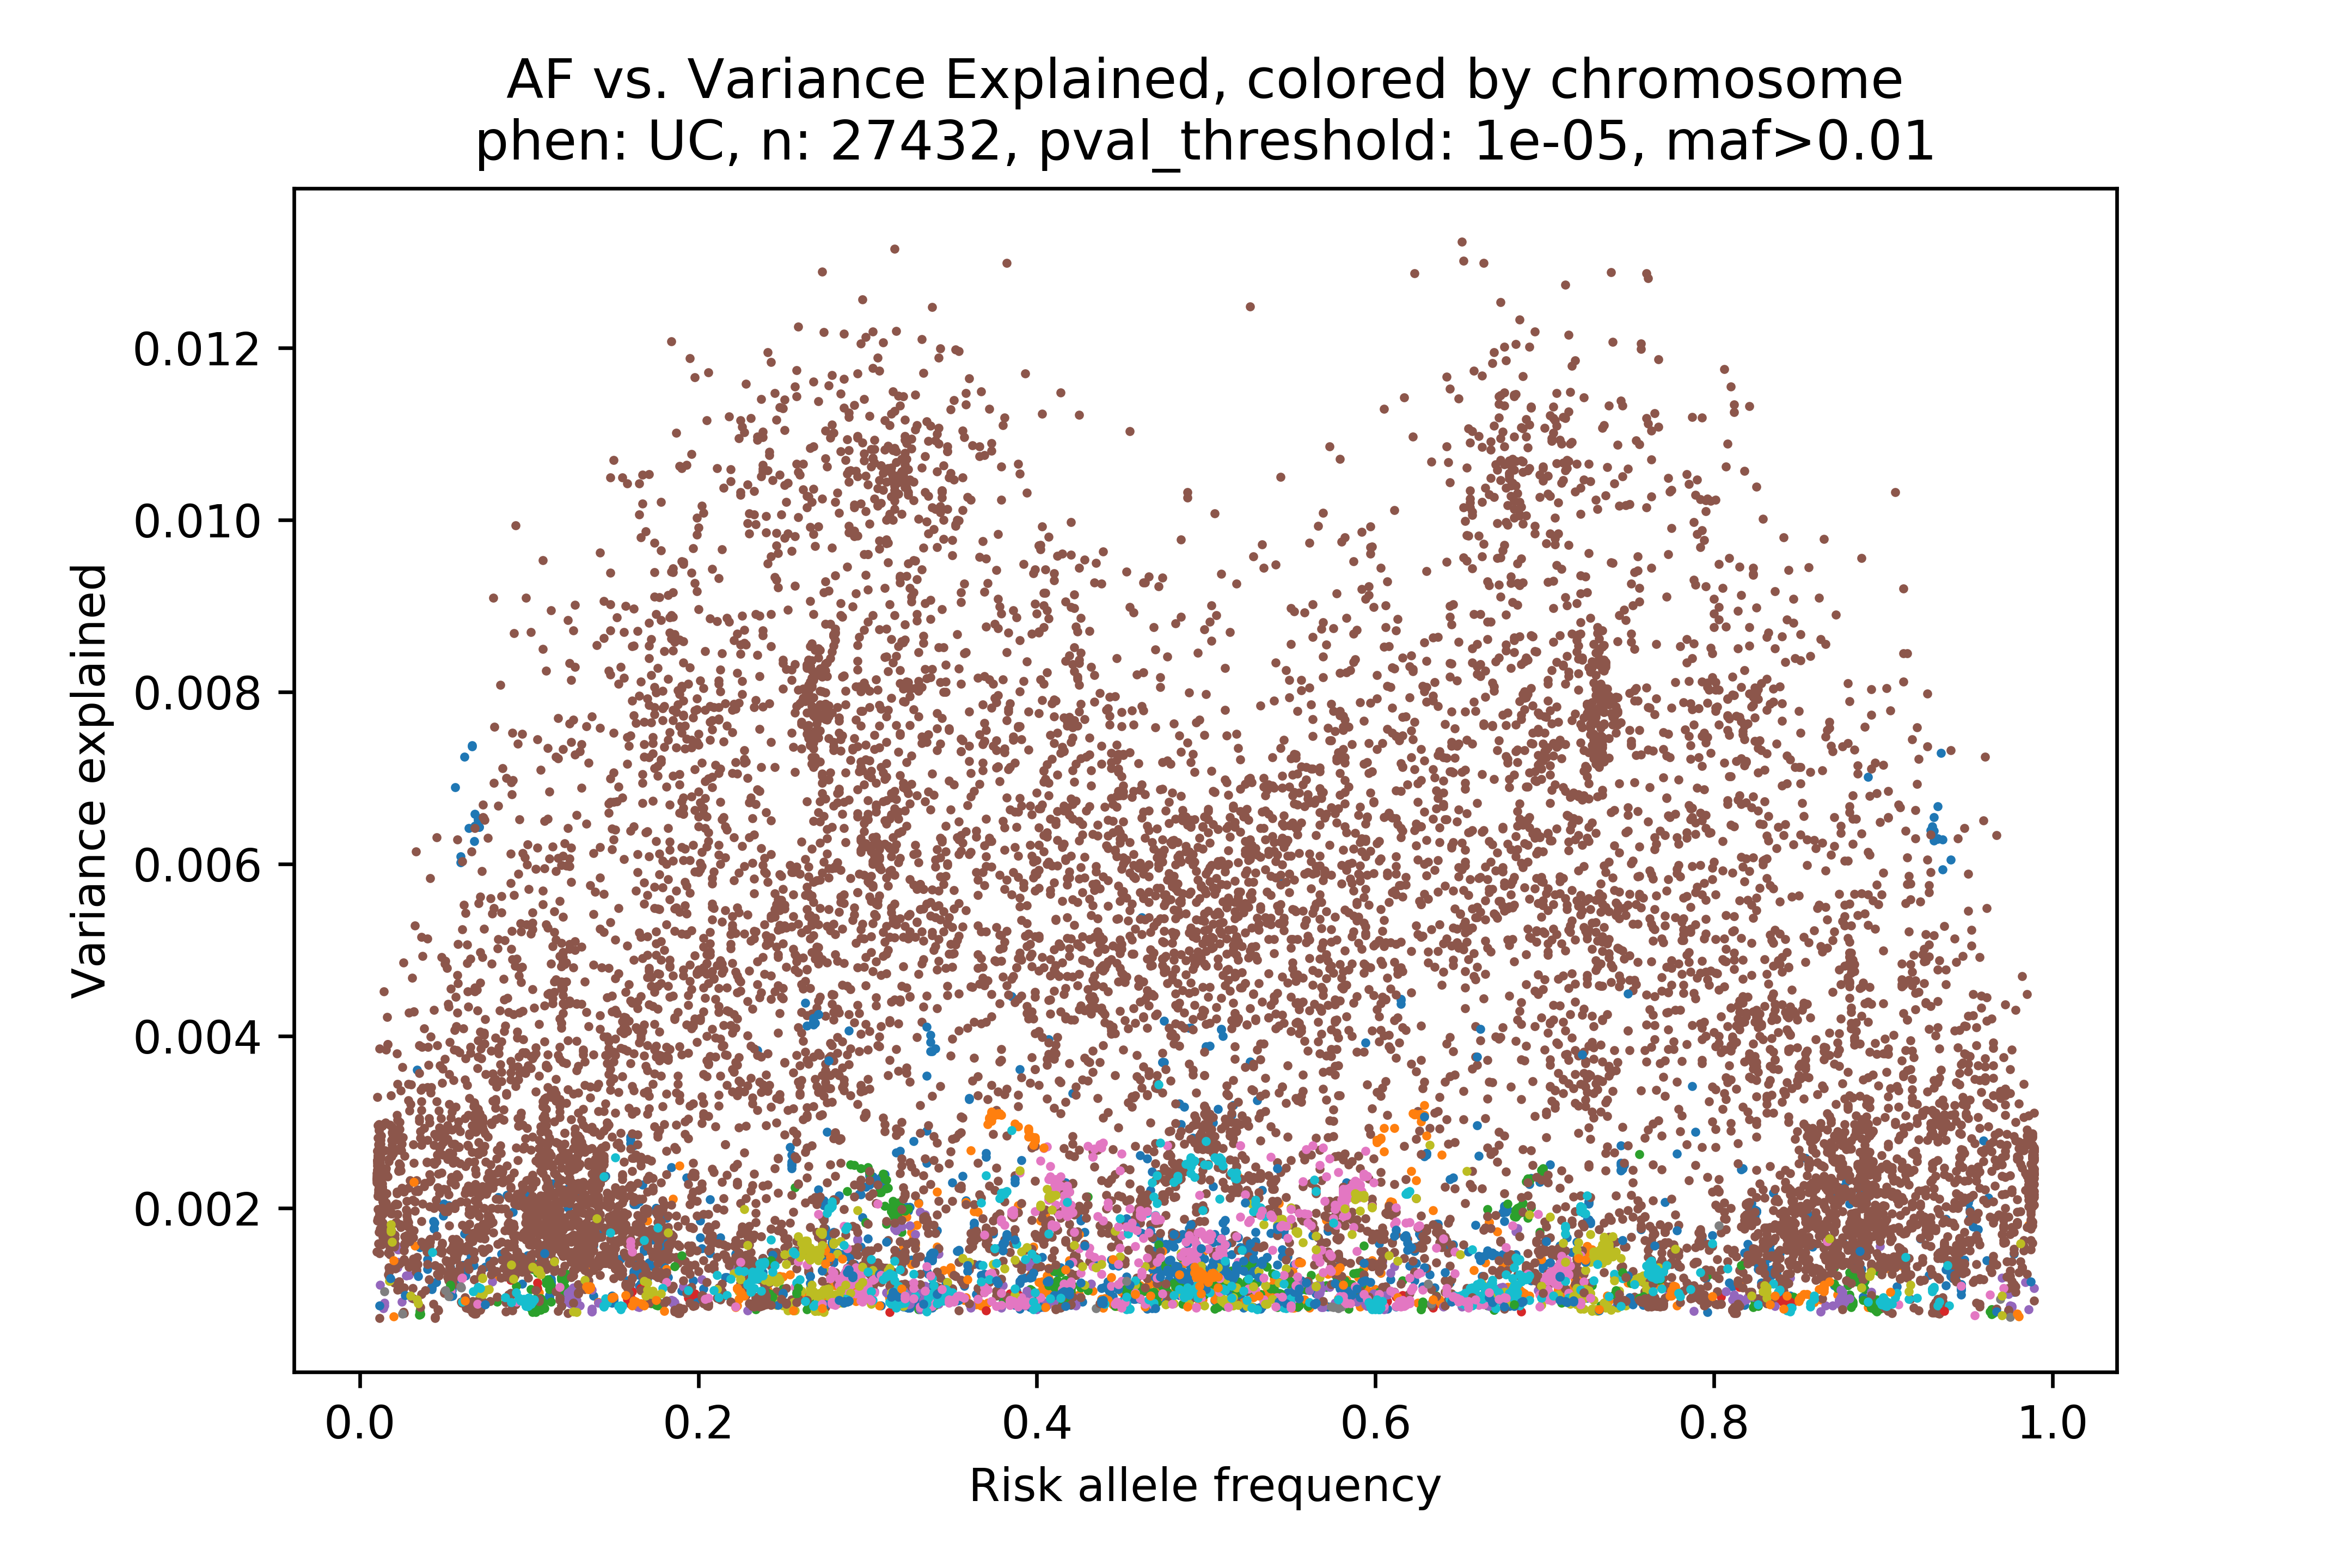 AF vs. Variance Explained, colored by chromosome
phen: UC, n: 27432, pval_threshold: 1e-05, maf>0.01
Variance explained
0.012
0.010
0.008
0.006
0.004
0.002
0.0 0.2 0.4 0.6 0.8 1.0
Risk allele frequency